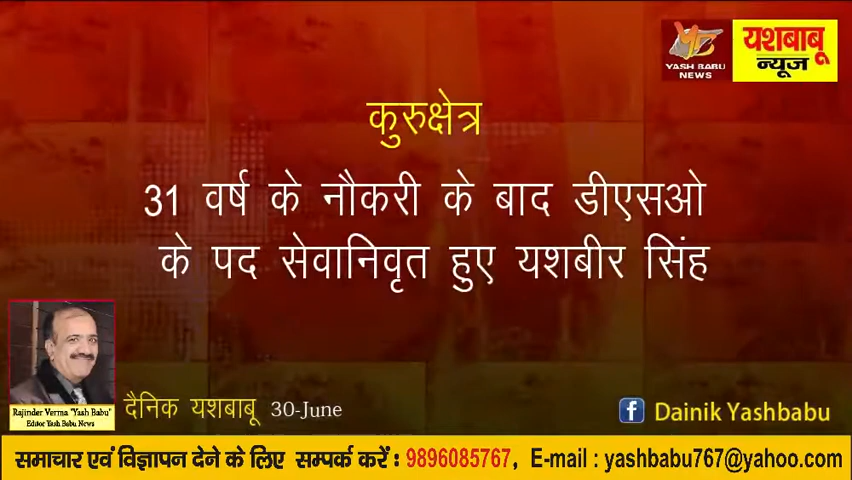 YASH BABU
NEWS
यशबाबू
न्यूज
कुरुक्षेत्र
31 वर्ष के नौकरी के बाद डीएसओ
के पद सेवानिवृत हुए यशबीर सिंह
Rajinder Verma "Yash Babu"
Editor Yash Babu News
दैनिक यशबाबू 30-June
f Dainik Yashbabu
समाचार एवं विज्ञापन देने के लिए सम्पर्क करें : 9896085767, E-mail : yashbabu767@yahoo.com